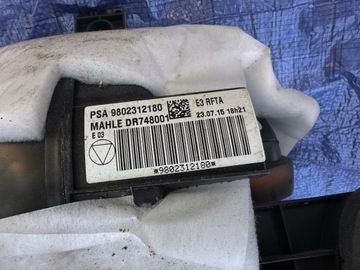 PSA 9802312180
E3 RFTA
MAHLE DR748001
23.07.15 18h21
E 03
*9802312180*